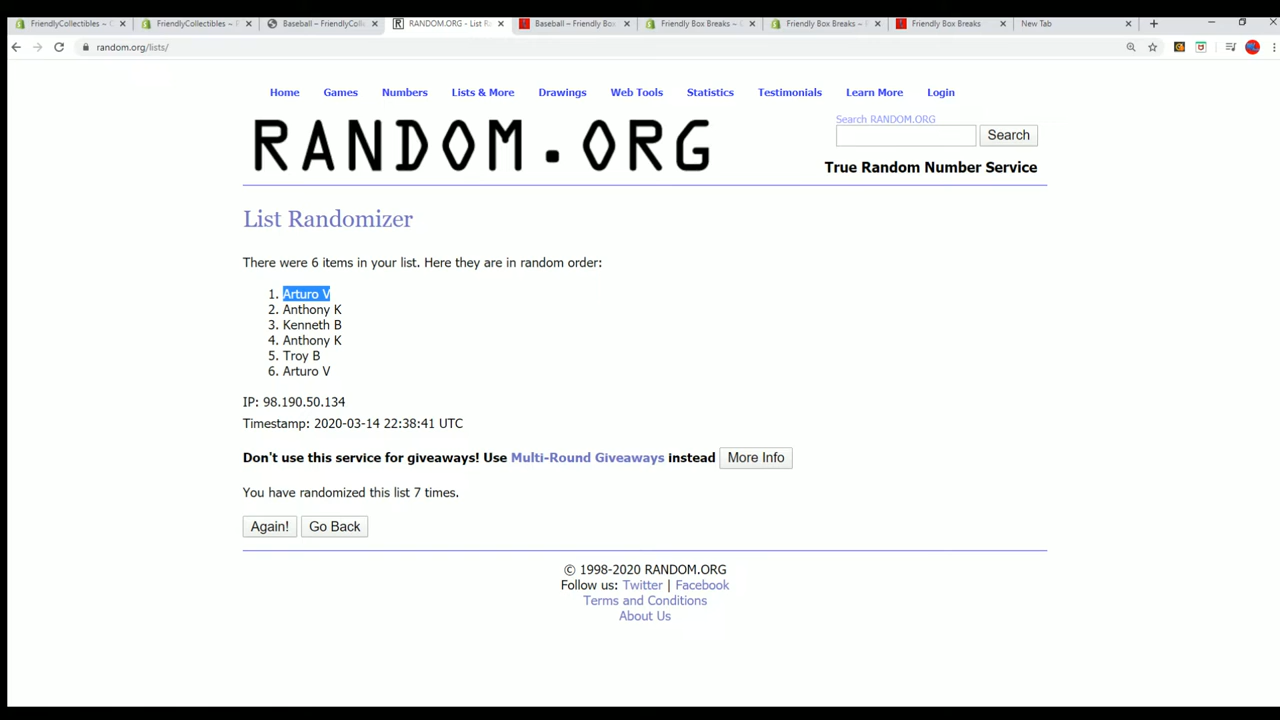 FriendlyCollectibles ~
FriendlyCollectibles ~ F
Baseball – FriendlyColle
RANDOM.ORG - List Ra
Baseball – Friendly Box
Friendly Box Breaks ~
Friendly Box Breaks ~
Friendly Box Breaks
New Tab
random.org/lists/
Home Games Numbers Lists & More Drawings Web Tools Statistics Testimonials Learn More Login
RANDOM.ORG
Search RANDOM.ORG
Search
True Random Number Service
List Randomizer
There were 6 items in your list. Here they are in random order:
1. Arturo V
2. Anthony K
3. Kenneth B
4. Anthony K
5. Troy B
6. Arturo V
IP: 98.190.50.134
Timestamp: 2020-03-14 22:38:41 UTC
Don't use this service for giveaways! Use Multi-Round Giveaways instead More Info
You have randomized this list 7 times.
Again! Go Back
© 1998-2020 RANDOM.ORG
Follow us: Twitter | Facebook
Terms and Conditions
About Us